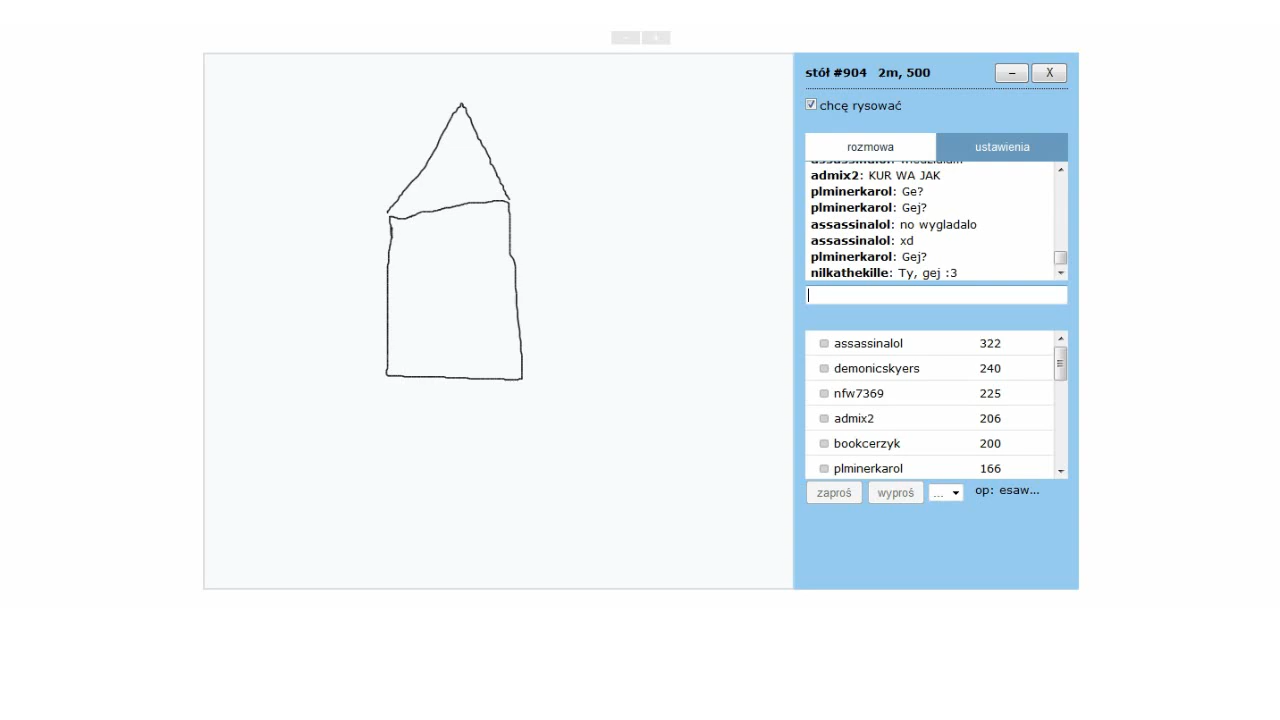 stół #904 2m, 500
– X
chcę rysować
rozmowa ustawienia
admix2: KUR WA JAK
plminerkarol: Ge?
plminerkarol: Gej?
assassinalol: no wygladalo
assassinalol: xd
plminerkarol: Gej?
nilkathekille: Ty, gej :3
assassinalol 322
demonicskyers 240
nfw7369 225
admix2 206
bookcerzyk 200
plminerkarol 166
zaproś wyproś ... op: esaw...